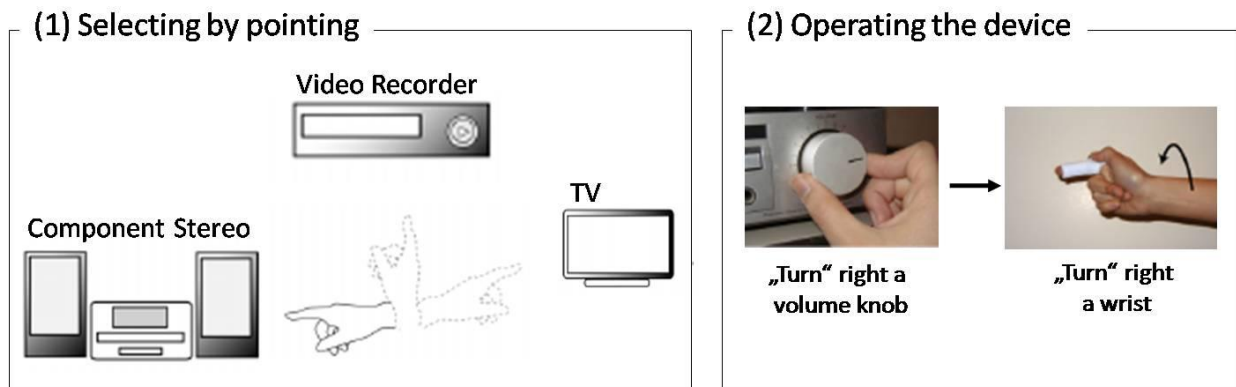 (1) Selecting by pointing
Video Recorder
TV
Component Stereo
(2) Operating the device
„Turn“ right a
volume knob
„Turn“ right
a wrist